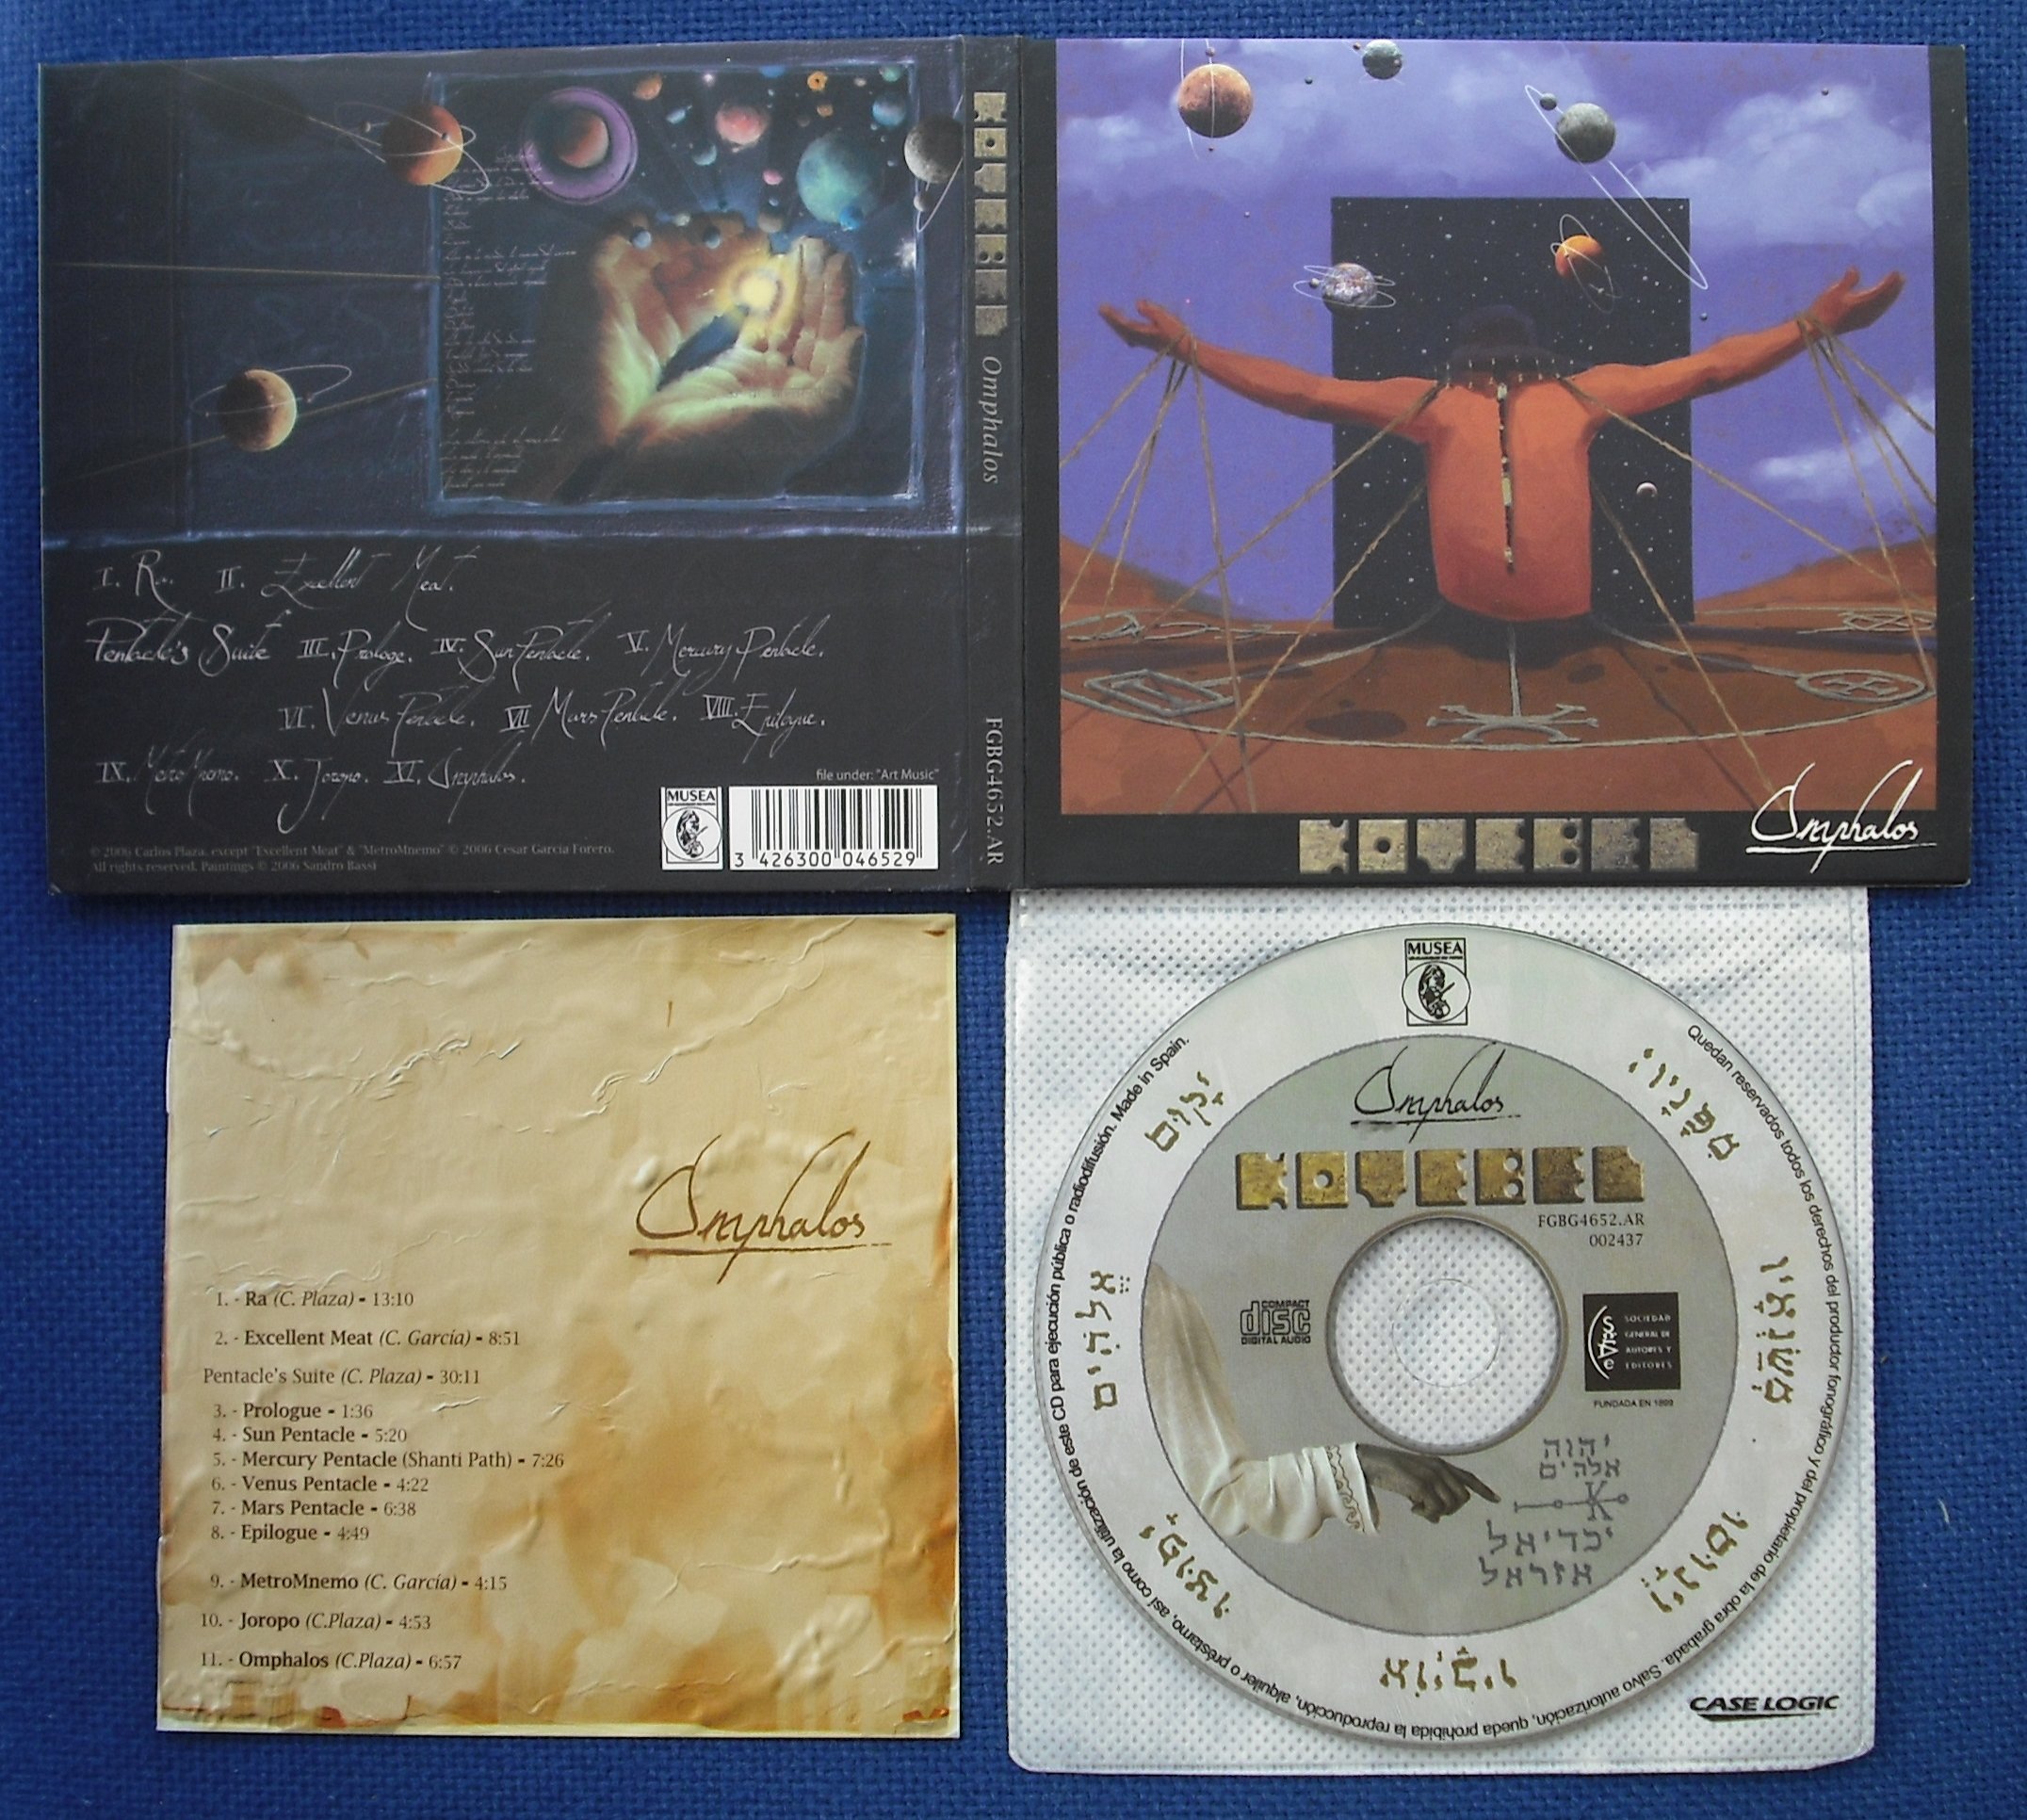 I. Ra. II. Excellent Meat.
Pentacle's Suite III. Prologe. IV. Sun Pentacle. V. Mercury Pentacle.
VI. Venus Pentacle. VII Mars Pentacle. VIII. Epilogue.
IX. MetroMnemo. X. Joropo. XI. Omphalos.
file under: "Art Music"
MUSEA
3 426300 046529
© 2006 Carlos Plaza, except "Excellent Meat" & "MetroMnemo" © 2006 Cesar García Forero.
All rights reserved. Paintings © 2006 Sandro Bassi
KOTEBEL
Omphalos
FGBG4652.AR
Omphalos
KOTEBEL
Omphalos
1. - Ra (C. Plaza) - 13:10
2. - Excellent Meat (C. García) - 8:51
Pentacle's Suite (C. Plaza) - 30:11
3. - Prologue - 1:36
4. - Sun Pentacle - 5:20
5. - Mercury Pentacle (Shanti Path) - 7:26
6. - Venus Pentacle - 4:22
7. - Mars Pentacle - 6:38
8. - Epilogue - 4:49
9. - MetroMnemo (C. García) - 4:15
10. - Joropo (C.Plaza) - 4:53
11. - Omphalos (C.Plaza) - 6:57
MUSEA
Omphalos
KOTEBEL
FGBG4652.AR
002437
COMPACT
disc
DIGITAL AUDIO
SGAE
SOCIEDAD
GENERAL DE
AUTORES Y
EDITORES
FUNDADA EN 1899
יהוה
אלהים
יכדיאל
אזראל
אלהים
Quedan reservados todos los derechos del productor fonográfico y del propietario de la obra grabada. Salvo autorización, queda prohibida la reproducción, alquiler o préstamo, así como la utilización de este CD para ejecución pública o radiodifusión. Made in Spain.
CASE LOGIC